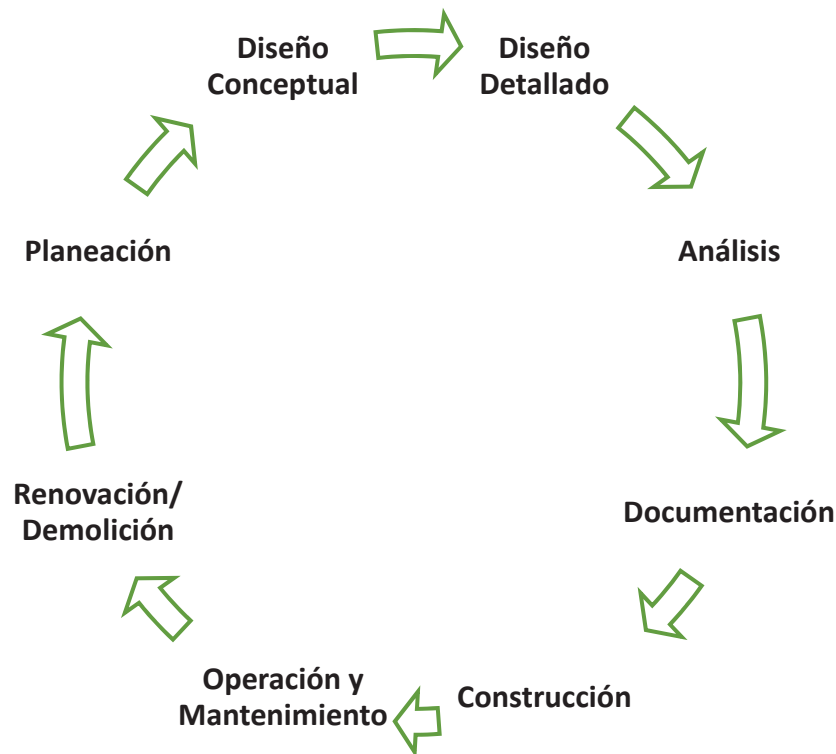 Diseño
Conceptual
Diseño
Detallado
Análisis
Documentación
Construcción
Operación y
Mantenimiento
Renovación/
Demolición
Planeación